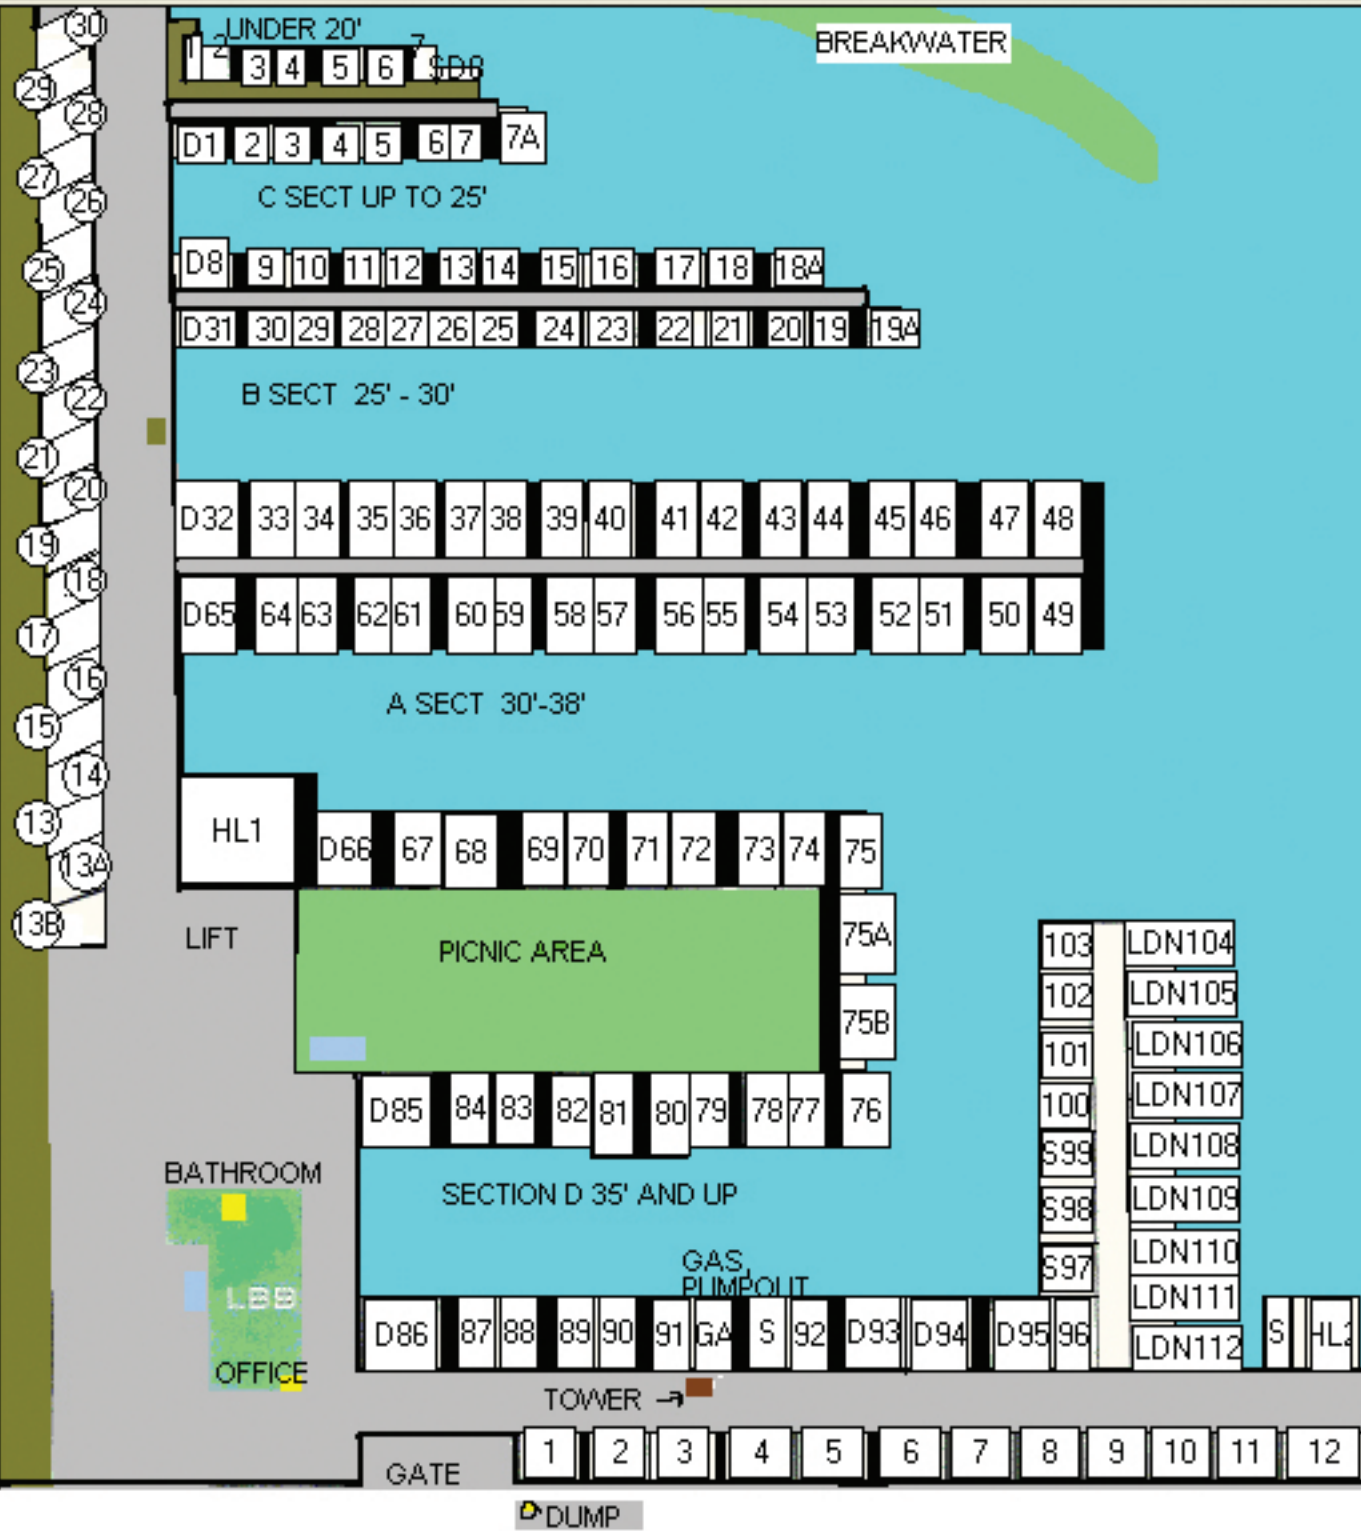 UNDER 20'
1 2 3 4 5 6 7
D1 2 3 4 5 6 7 7A
C SECT UP TO 25'
D8 9 10 11 12 13 14 15 16 17 18 18A
D31 30 29 28 27 26 25 24 23 22 21 20 19 19A
B SECT 25' - 30'
D32 33 34 35 36 37 38 39 40 41 42 43 44 45 46 47 48
D65 64 63 62 61 60 59 58 57 56 55 54 53 52 51 50 49
A SECT 30'-38'
HL1
D66 67 68 69 70 71 72 73 74 75
75A
75B
PICNIC AREA
LIFT
D85 84 83 82 81 80 79 78 77 76
SECTION D 35' AND UP
GAS,
PUMPOUT
D86 87 88 89 90 91 GA S 92 D93 D94 D95 96
BREAKWATER
30
29
28
27
26
25
24
23
22
21
20
19
18
17
16
15
14
13
13A
13B
103 LDN104
102 LDN105
101 LDN106
100 LDN107
S99 LDN108
S98 LDN109
S97 LDN110
LDN111
LDN112
S HL2
BATHROOM
LBB
OFFICE
TOWER
1 2 3 4 5 6 7 8 9 10 11 12
GATE
DUMP